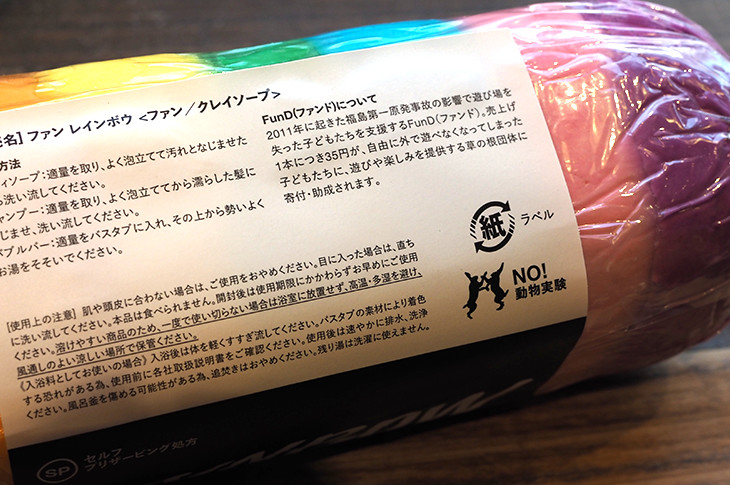 名] ファン レインボウ <ファン／クレイソープ>
方法
ィソープ:適量を取り、よく泡立てて汚れとなじませた
ら洗い流してください。
ャンプー:適量を取り、よく泡立ててから濡らした髪に
じませ、洗い流してください。
バブルバー:適量をバスタブに入れ、その上から勢いよく
お湯をそそいでください。
FunD(ファンド)について
2011年に起きた福島第一原発事故の影響で遊び場を
失った子どもたちを支援するFunD(ファンド)。売上げ
1本につき35円が、自由に外で遊べなくなってしまった
子どもたちに、遊びや楽しみを提供する草の根団体に
寄付・助成されます。
紙 ラベル
NO!
動物実験
[使用上の注意] 肌や頭皮に合わない場合は、ご使用をおやめください。目に入った場合は、直ち
に洗い流してください。本品は食べられません。開封後は使用期限にかかわらずお早めにご使用
ください。溶けやすい商品のため、一度で使い切らない場合は浴室に放置せず、高温・多湿を避け、
風通しのよい涼しい場所で保管ください。
《入浴料としてお使いの場合》入浴後は体を軽くすすぎ流してください。バスタブの素材により着色
する恐れがある為、使用前に各社取扱説明書をご確認ください。使用後は速やかに排水、洗浄
ください。風呂釜を傷める可能性がある為、追焚きはおやめください。残り湯は洗濯に使えません。
SP セルフ
プリザービング処方